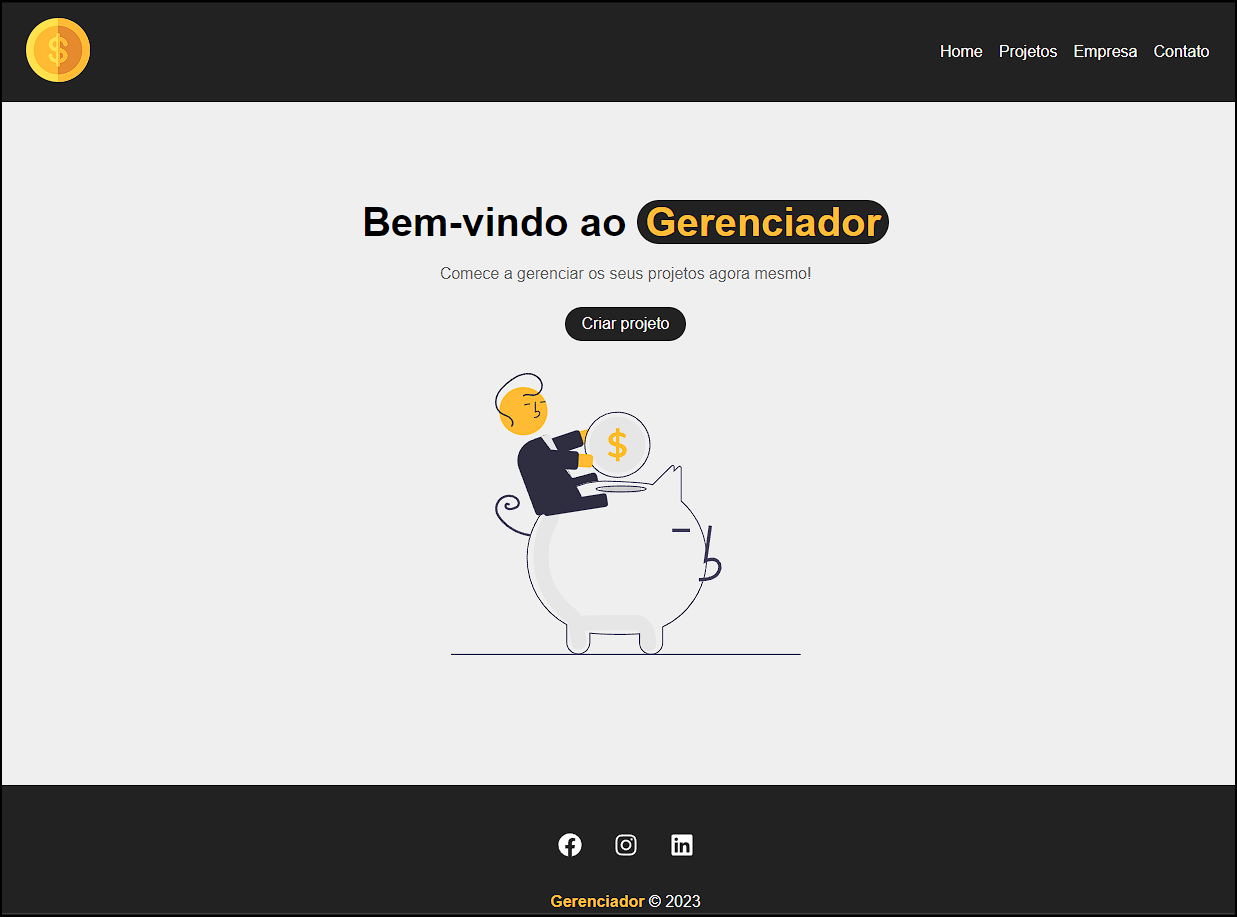 $
Home Projetos Empresa Contato
Bem-vindo ao Gerenciador
Comece a gerenciar os seus projetos agora mesmo!
Criar projeto
$
in
Gerenciador © 2023